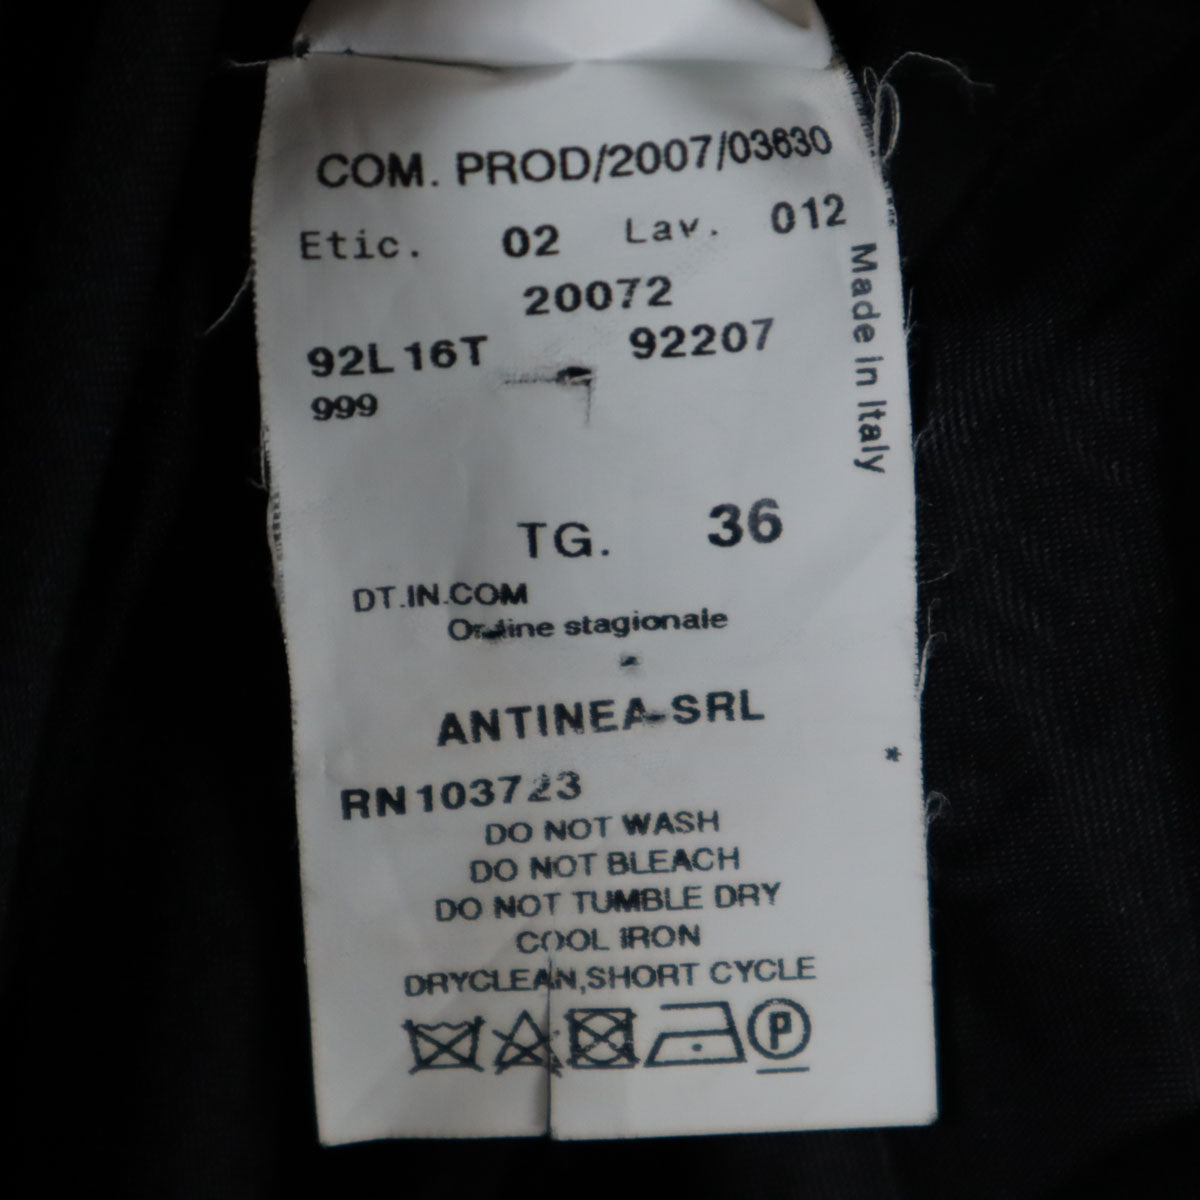 COM. PROD/2007/03630
Etic. 02 Lav. 012
20072
92L 16T 92207
999
Made in Italy
TG. 36
DT.IN.COM
Ordine stagionale
ANTINEA SRL
*
RN 103723
DO NOT WASH
DO NOT BLEACH
DO NOT TUMBLE DRY
COOL IRON
DRYCLEAN,SHORT CYCLE
P